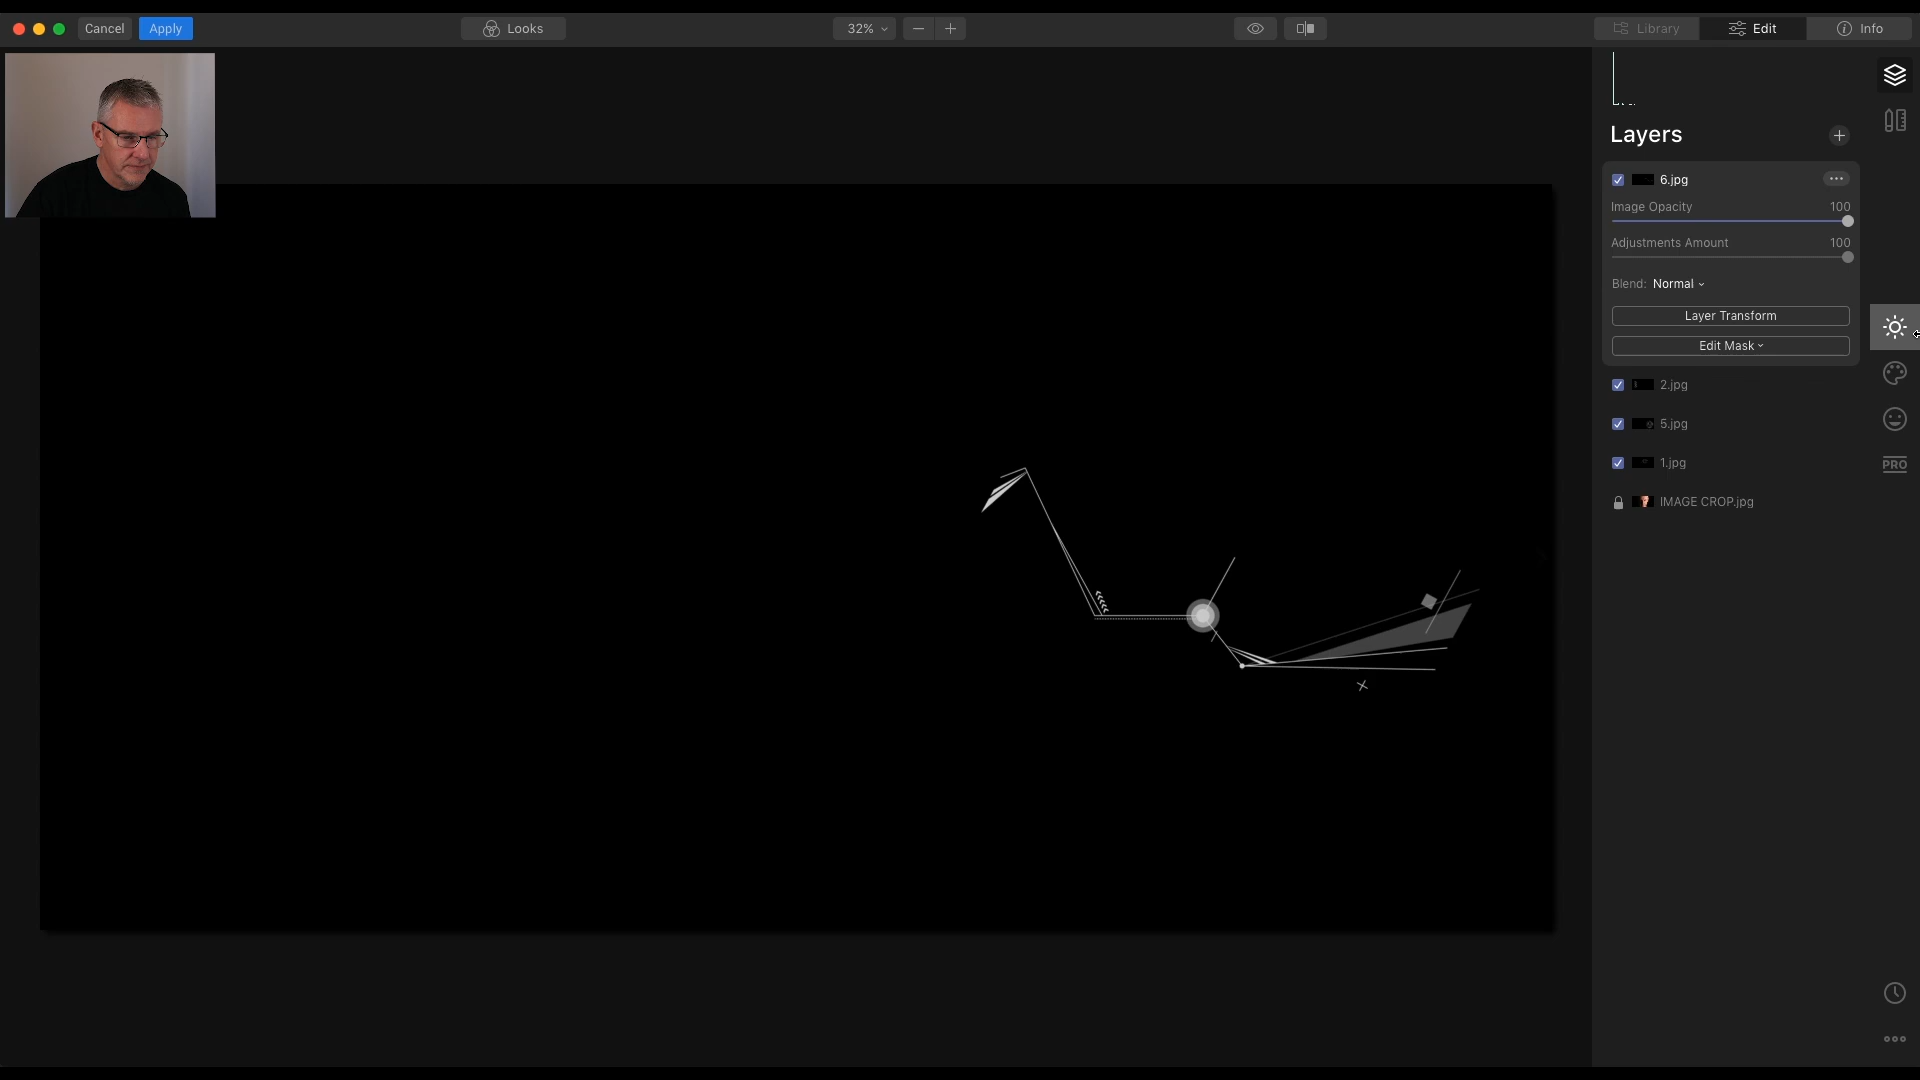 Cancel
Apply
Looks
32%
Library
Edit
Info
Layers
6.jpg
Image Opacity 100
Adjustments Amount 100
Blend: Normal
Layer Transform
Edit Mask
2.jpg
5.jpg
1.jpg
PRO
IMAGE CROP.jpg